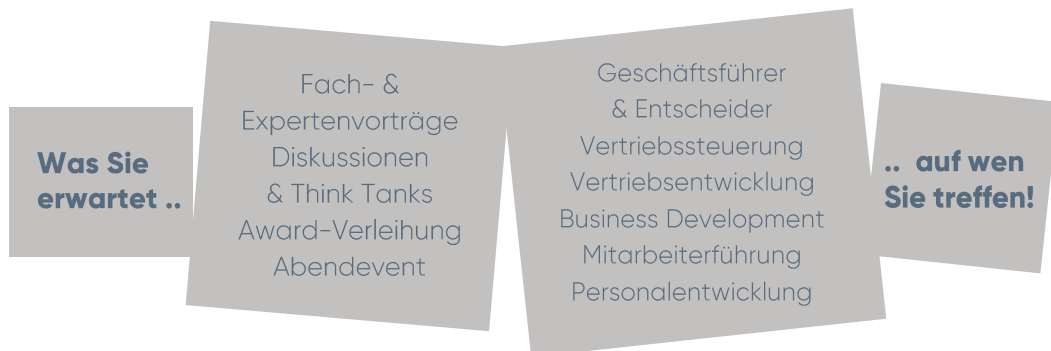 Was Sie
erwartet ..
Fach- &
Expertenvorträge
Diskussionen
& Think Tanks
Award-Verleihung
Abendevent
Geschäftsführer
& Entscheider
Vertriebssteuerung
Vertriebsentwicklung
Business Development
Mitarbeiterführung
Personalentwicklung
.. auf wen
Sie treffen!